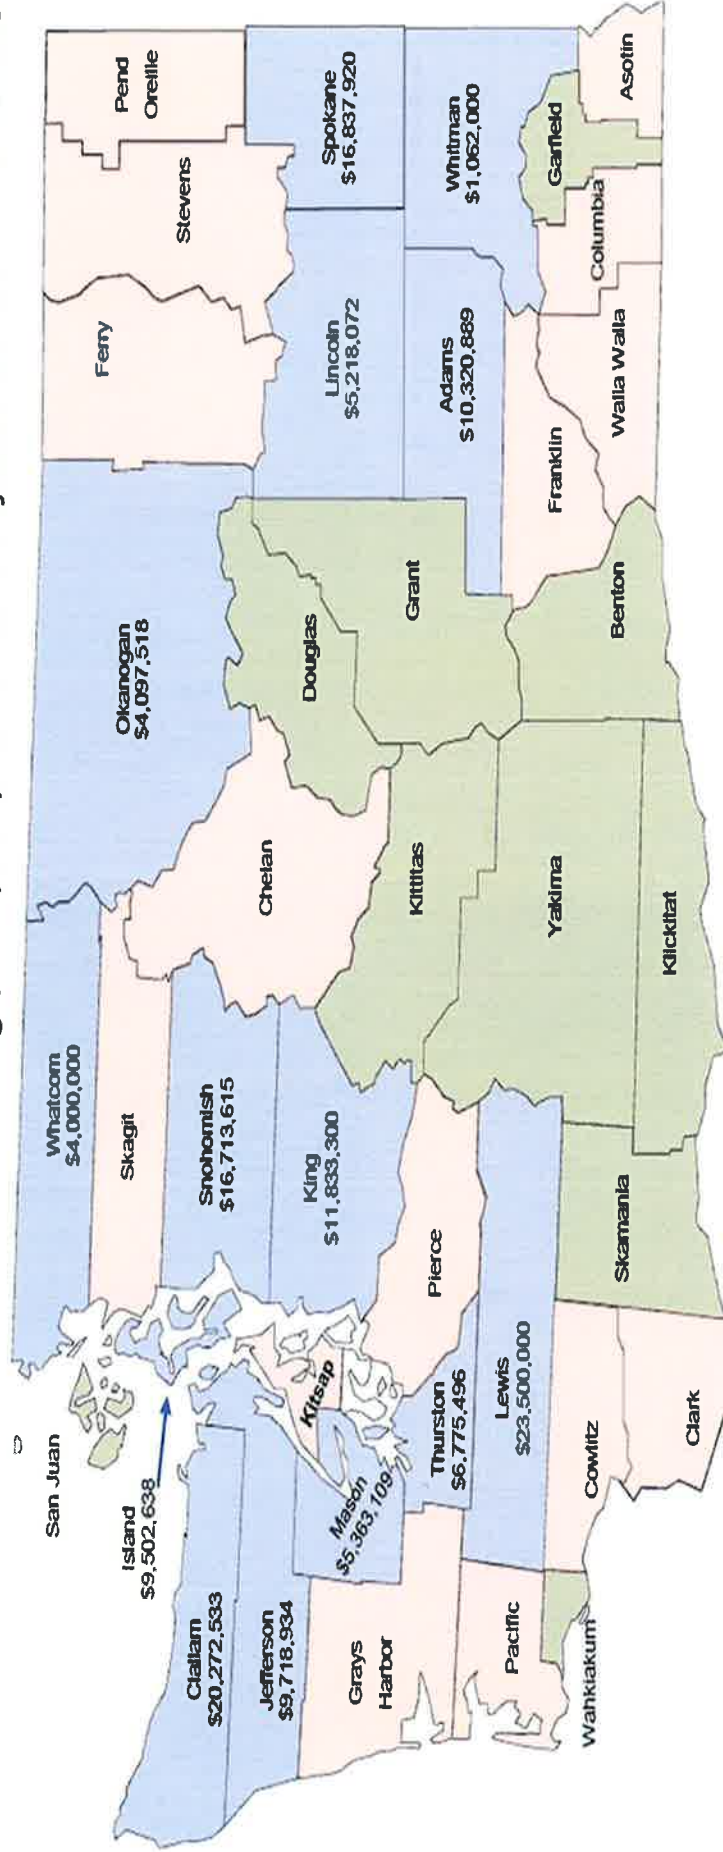 San Juan
Whatcom
$4,000,000
Okanogan
$4,097,518
Ferry
Stevens
Pend
Oreille
Skagit
Island
$9,502,638
Clallam
$20,272,533
Snohomish
$16,713,615
Chelan
Douglas
Lincoln
$5,218,072
Spokane
$16,837,920
Jefferson
$9,718,934
Kitsap
King
$11,833,300
Mason
$5,363,109
Grays
Harbor
Kittitas
Grant
Adams
$10,320,889
Whitman
$1,062,000
Thurston
$6,775,496
Pierce
Pacific
Lewis
$23,500,000
Yakima
Franklin
Garfield
Columbia
Asotin
Wahkiakum
Cowlitz
Skamania
Benton
Walla Walla
Clark
Klickitat